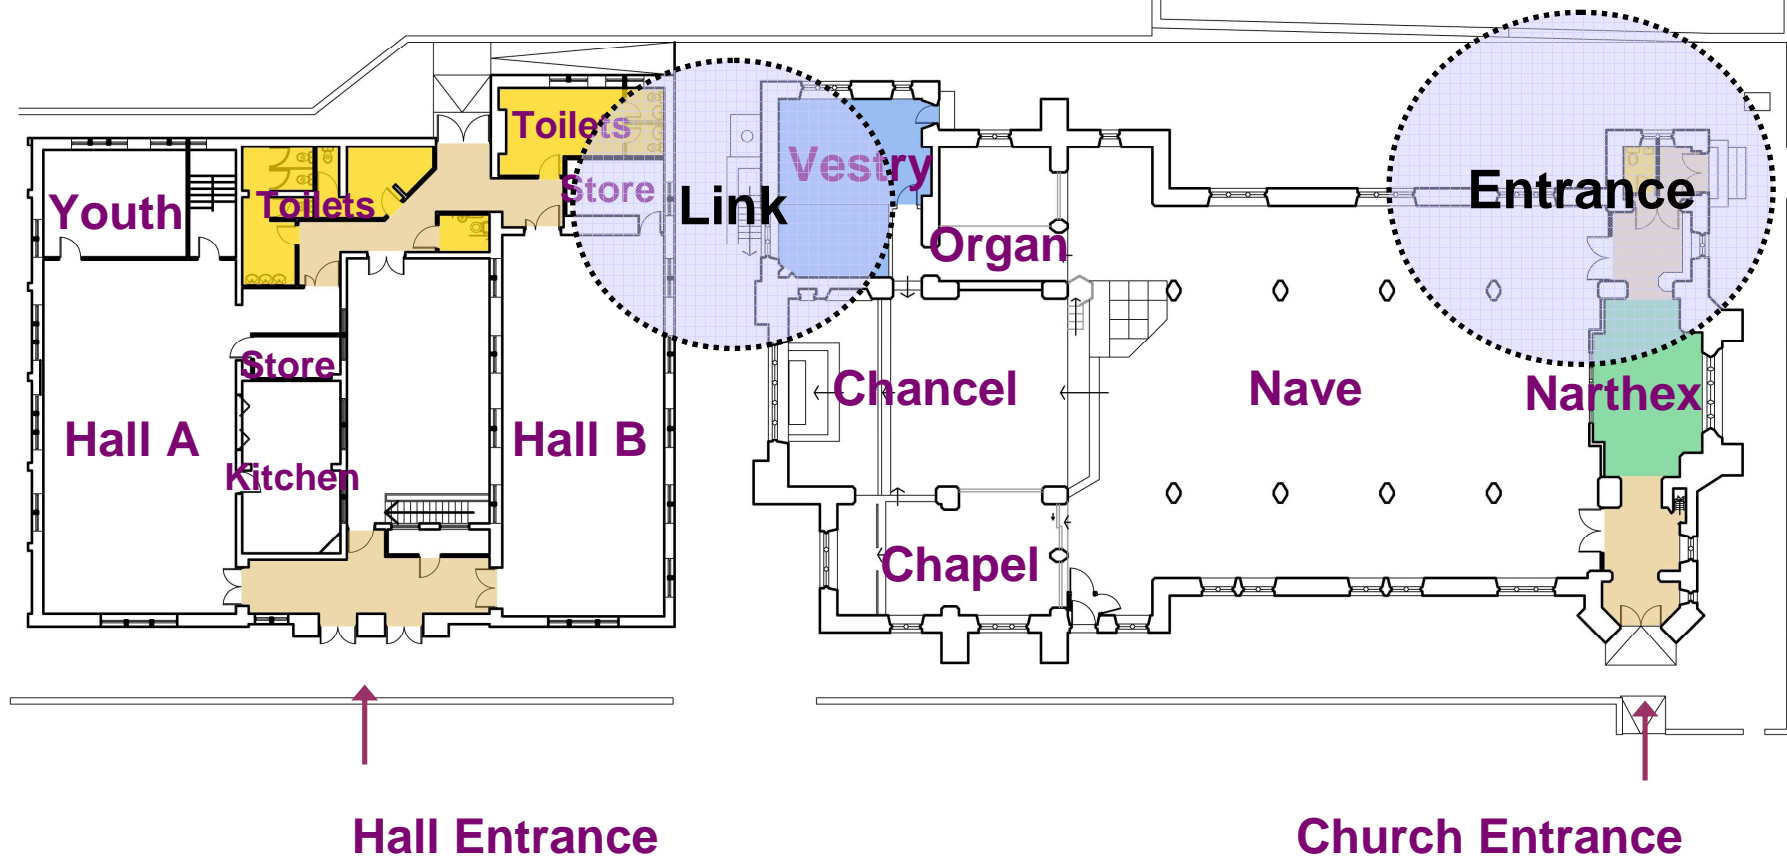 Toilets
Vestry
Store
Youth
Toilets
Link
Entrance
Organ
Store
Chancel
Nave
Narthex
Hall A
Hall B
Kitchen
Chapel
Hall Entrance
Church Entrance